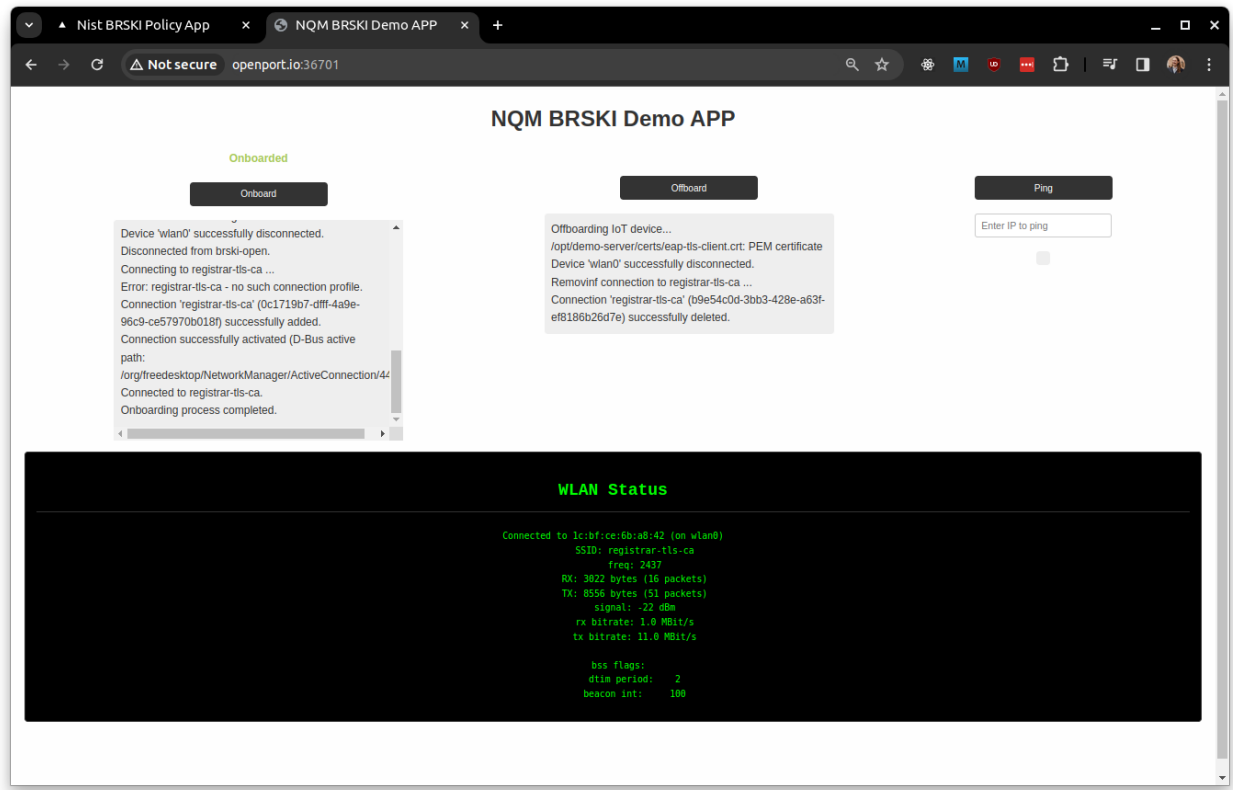 Nist BRSKI Policy App
NQM BRSKI Demo APP
Not secure openport.io:36701
NQM BRSKI Demo APP
Onboarded
Onboard
Device 'wlan0' successfully disconnected.
Disconnected from brski-open.
Connecting to registrar-tls-ca ...
Error: registrar-tls-ca - no such connection profile.
Connection 'registrar-tls-ca' (0c1719b7-dfff-4a9e-
96c9-ce57970b018f) successfully added.
Connection successfully activated (D-Bus active
path:
/org/freedesktop/NetworkManager/ActiveConnection/44
Connected to registrar-tls-ca.
Onboarding process completed.
Offboard
Offboarding IoT device...
/opt/demo-server/certs/eap-tls-client.crt: PEM certificate
Device 'wlan0' successfully disconnected.
Removinf connection to registrar-tls-ca ...
Connection 'registrar-tls-ca' (b9e54c0d-3bb3-428e-a63f-
ef8186b26d7e) successfully deleted.
Ping
Enter IP to ping
WLAN Status
Connected to 1c:bf:ce:6b:a8:42 (on wlan0)
SSID: registrar-tls-ca
freq: 2437
RX: 3022 bytes (16 packets)
TX: 8556 bytes (51 packets)
signal: -22 dBm
rx bitrate: 1.0 MBit/s
tx bitrate: 11.0 MBit/s
bss flags:
dtim period: 2
beacon int: 100